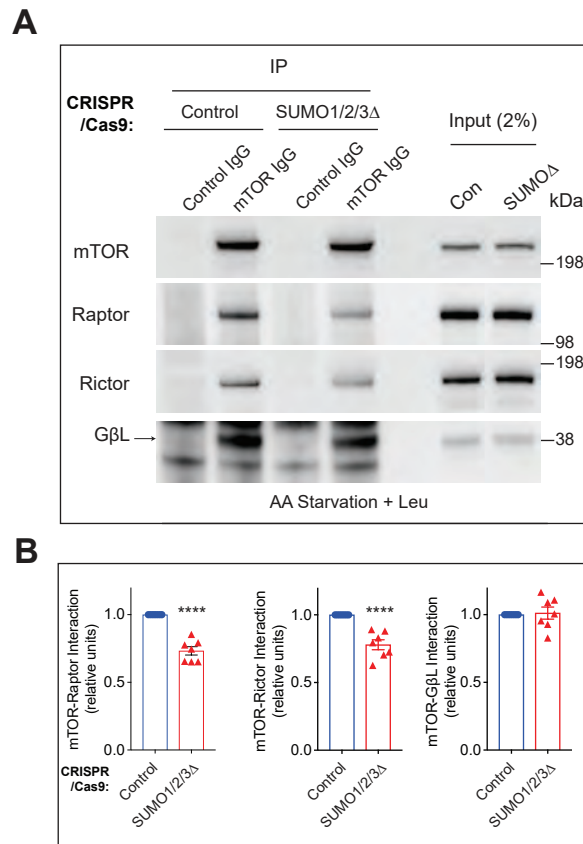 A
IP
CRISPR
/Cas9:
Control
SUMO1/2/3Δ
Input (2%)
Control IgG
mTOR IgG
Control IgG
mTOR IgG
Con
SUMOΔ
kDa
mTOR
198
Raptor
98
Rictor
198
GβL
38
AA Starvation + Leu
B
mTOR-Raptor Interaction
(relative units)
1.0
0.5
0.0
****
Control
SUMO1/2/3Δ
mTOR-Rictor Interaction
(relative units)
1.0
0.5
0.0
****
Control
SUMO1/2/3Δ
mTOR-GβL Interaction
(relative units)
1.0
0.5
0.0
Control
SUMO1/2/3Δ
CRISPR
/Cas9: